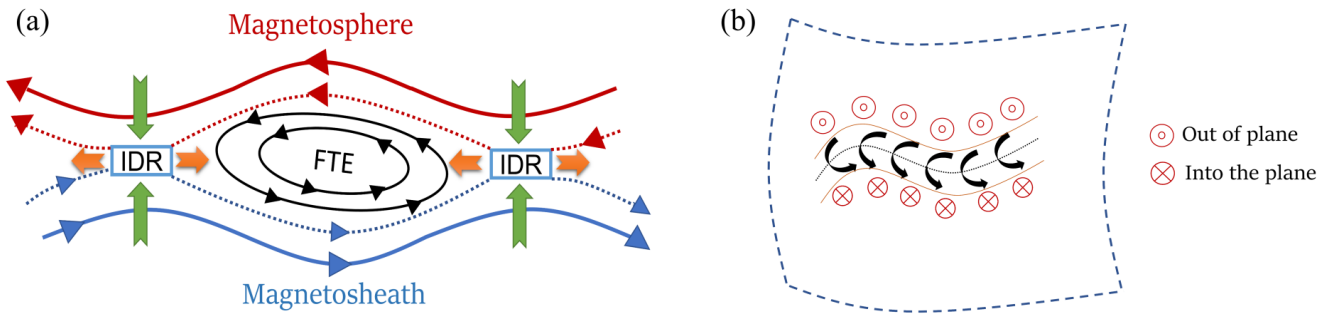 (a)
Magnetosphere
IDR
FTE
IDR
Magnetosheath
(b)
Out of plane
Into the plane